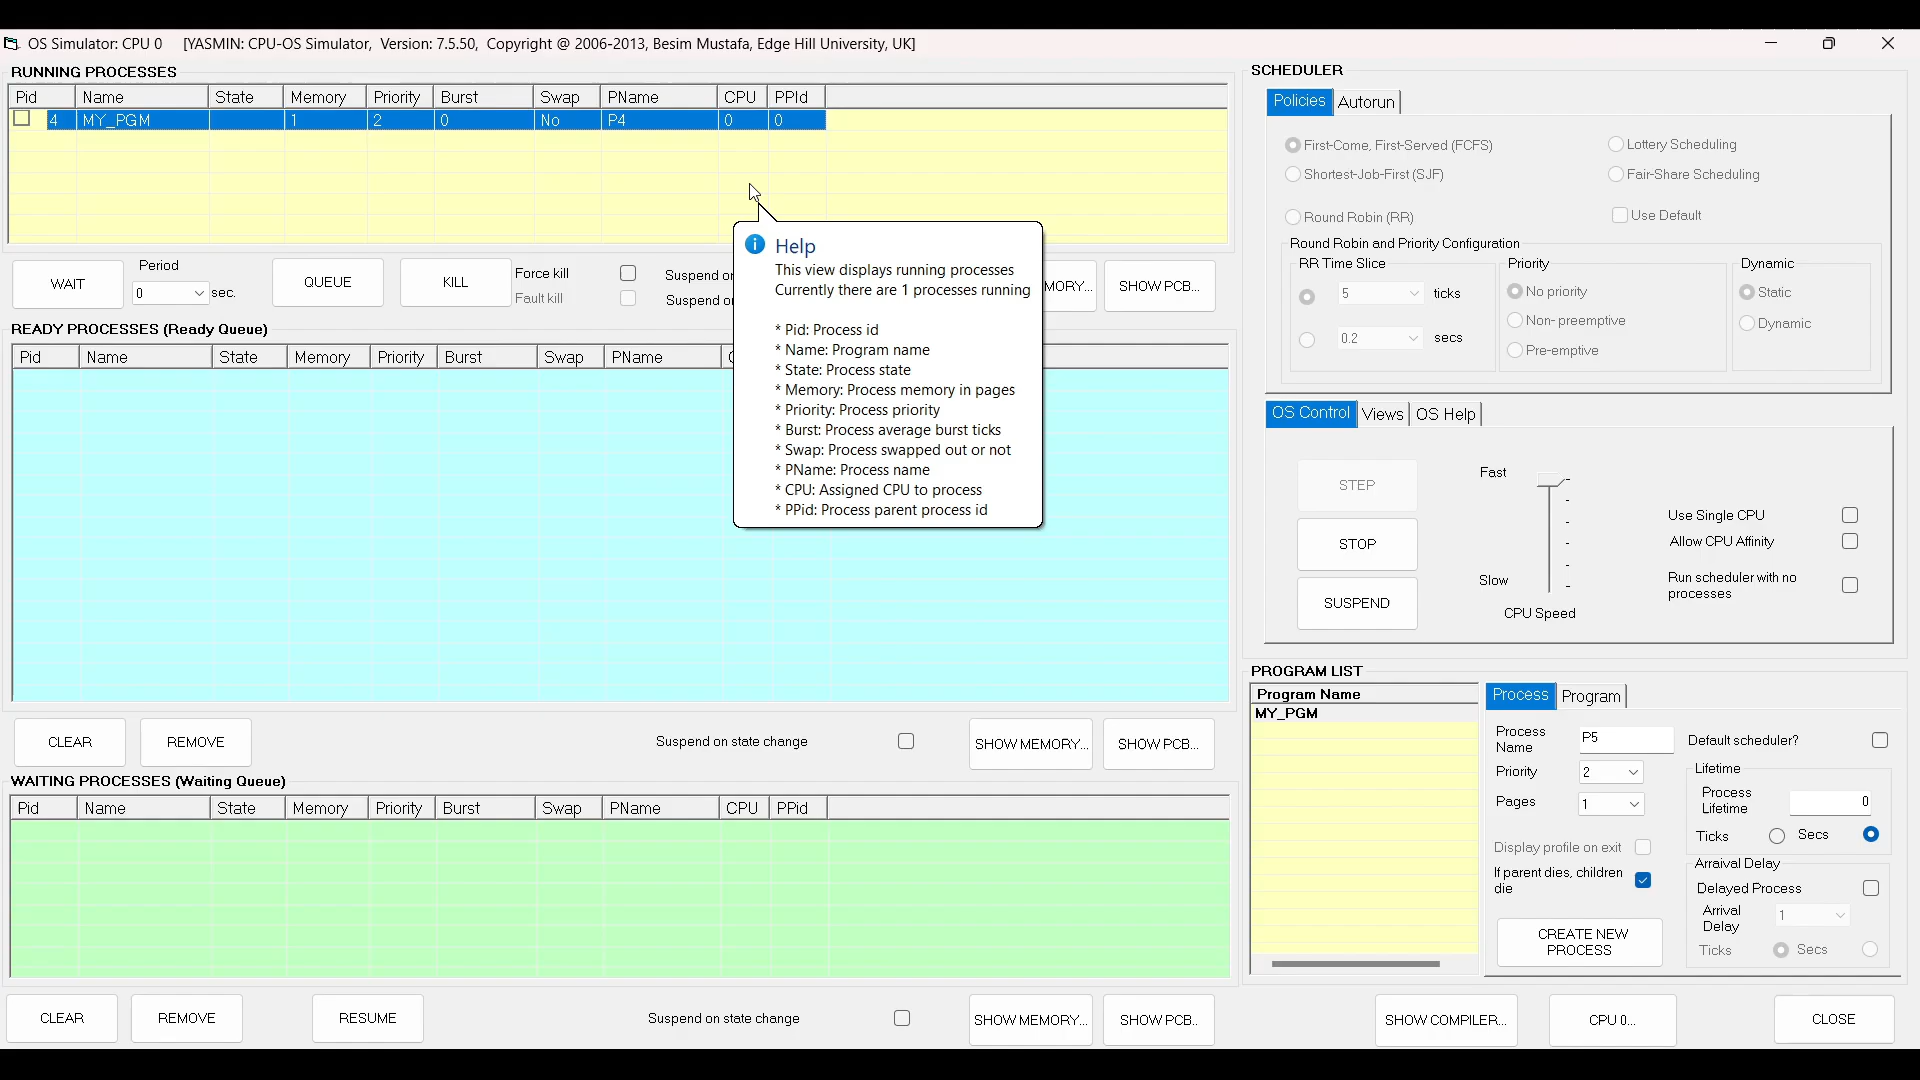 OS Simulator: CPU 0 [YASMIN: CPU-OS Simulator, Version: 7.5.50, Copyright @ 2006-2013, Besim Mustafa, Edge Hill University, UK]
RUNNING PROCESSES
Pid Name State Memory Priority Burst Swap PName CPU PPId
4 MY_PGM 1 2 0 No P4 0 0
WAIT
Period
0 sec.
QUEUE
KILL
Force kill
Fault kill
Suspend
Suspend
SHOW PCB...
Help
This view displays running processes
Currently there are 1 processes running
* Pid: Process id
* Name: Program name
* State: Process state
* Memory: Process memory in pages
* Priority: Process priority
* Burst: Process average burst ticks
* Swap: Process swapped out or not
* PName: Process name
* CPU: Assigned CPU to process
* PPid: Process parent process id
READY PROCESSES (Ready Queue)
Pid Name State Memory Priority Burst Swap PName
CLEAR
REMOVE
Suspend on state change
SHOW MEMORY...
SHOW PCB...
WAITING PROCESSES (Waiting Queue)
Pid Name State Memory Priority Burst Swap PName CPU PPId
CLEAR
REMOVE
RESUME
Suspend on state change
SHOW MEMORY...
SHOW PCB..
SCHEDULER
Policies Autorun
First-Come, First-Served (FCFS)
Shortest-Job-First (SJF)
Round Robin (RR)
Lottery Scheduling
Fair-Share Scheduling
Use Default
Round Robin and Priority Configuration
RR Time Slice
5 ticks
0.2 secs
Priority
No priority
Non- preemptive
Pre-emptive
Dynamic
Static
Dynamic
OS Control Views OS Help
STEP
STOP
SUSPEND
Fast
Slow
CPU Speed
Use Single CPU
Allow CPU Affinity
Run scheduler with no
processes
PROGRAM LIST
Program Name
MY_PGM
Process Program
Process
Name
P5
Priority
2
Pages
1
Display profile on exit
If parent dies, children
die
CREATE NEW
PROCESS
Default scheduler?
Lifetime
Process
Lifetime
0
Ticks Secs
Arraival Delay
Delayed Process
Arrival
Delay
1
Ticks Secs
SHOW COMPILER...
CPU 0...
CLOSE